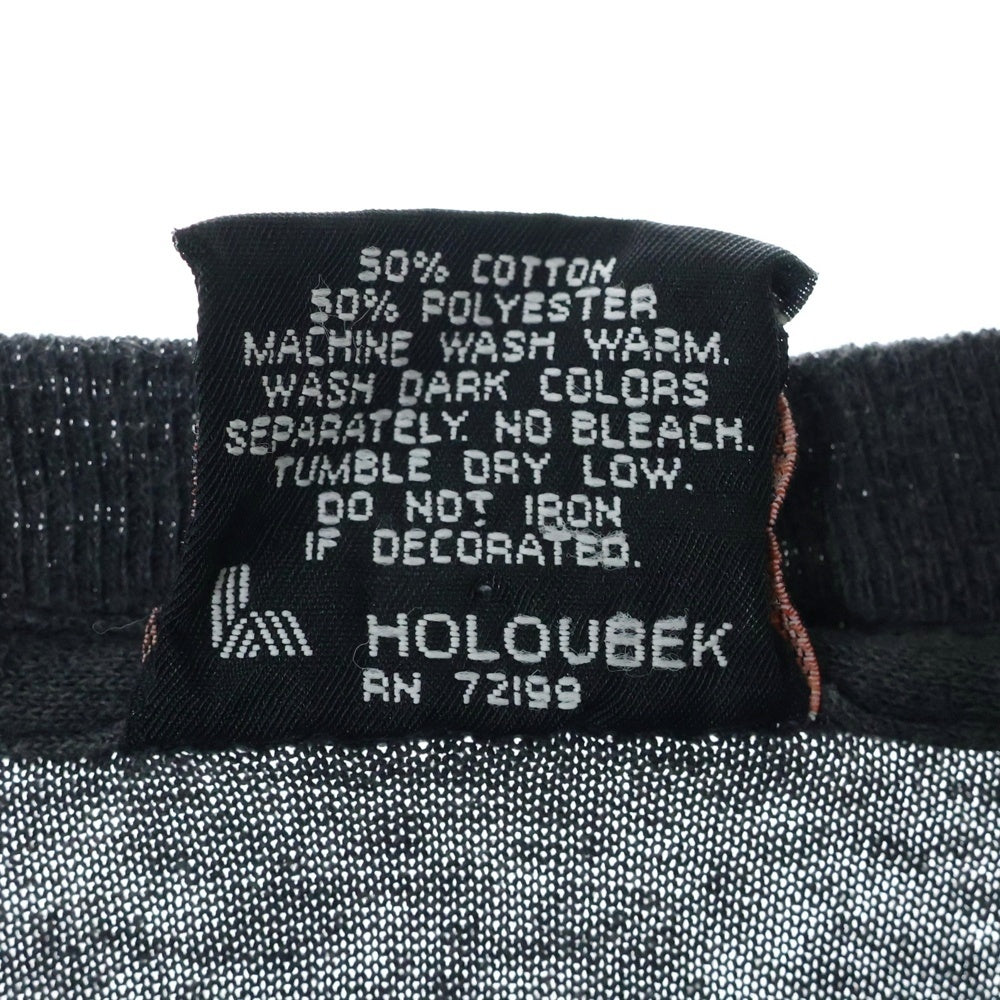 50% COTTON
50% POLYESTER
MACHINE WASH WARM.
WASH DARK COLORS
SEPARATELY. NO BLEACH.
TUMBLE DRY LOW.
DO NOT IRON
IF DECORATED.
HOLOUBEK
RN 72199